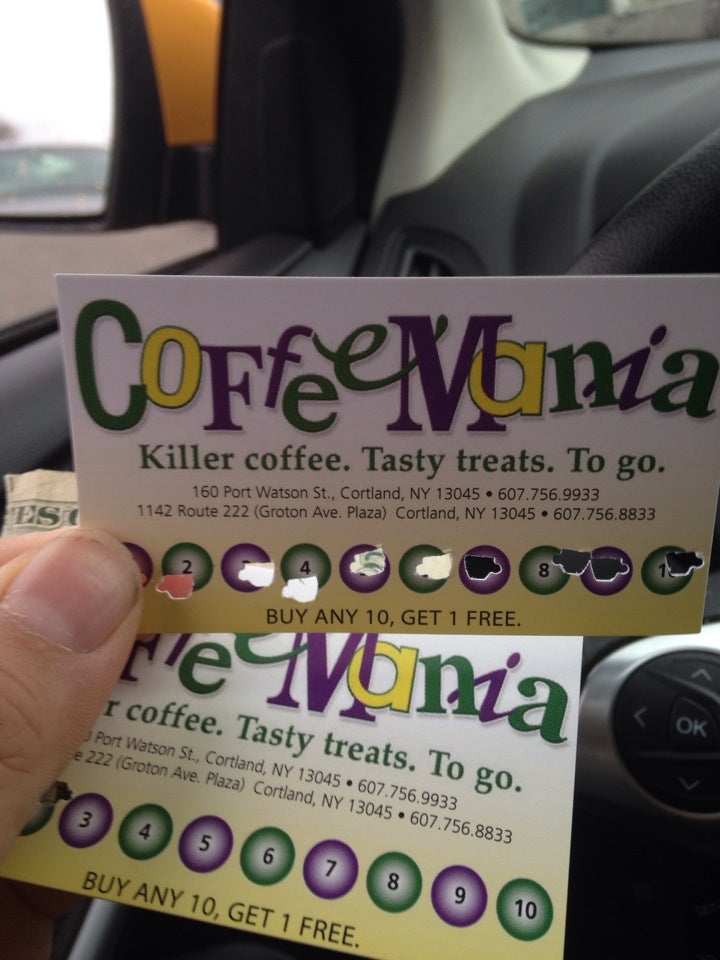 CoffeeMania
Killer coffee. Tasty treats. To go.
160 Port Watson St., Cortland, NY 13045 • 607.756.9933
1142 Route 222 (Groton Ave. Plaza) Cortland, NY 13045 • 607.756.8833
2 4 8
BUY ANY 10, GET 1 FREE.
Mania
coffee. Tasty treats. To go.
Port Watson St., Cortland, NY 13045 • 607.756.9933
222 (Groton Ave. Plaza) Cortland, NY 13045 • 607.756.8833
3 4 5 6 7 8 9 10
BUY ANY 10, GET 1 FREE.
OK